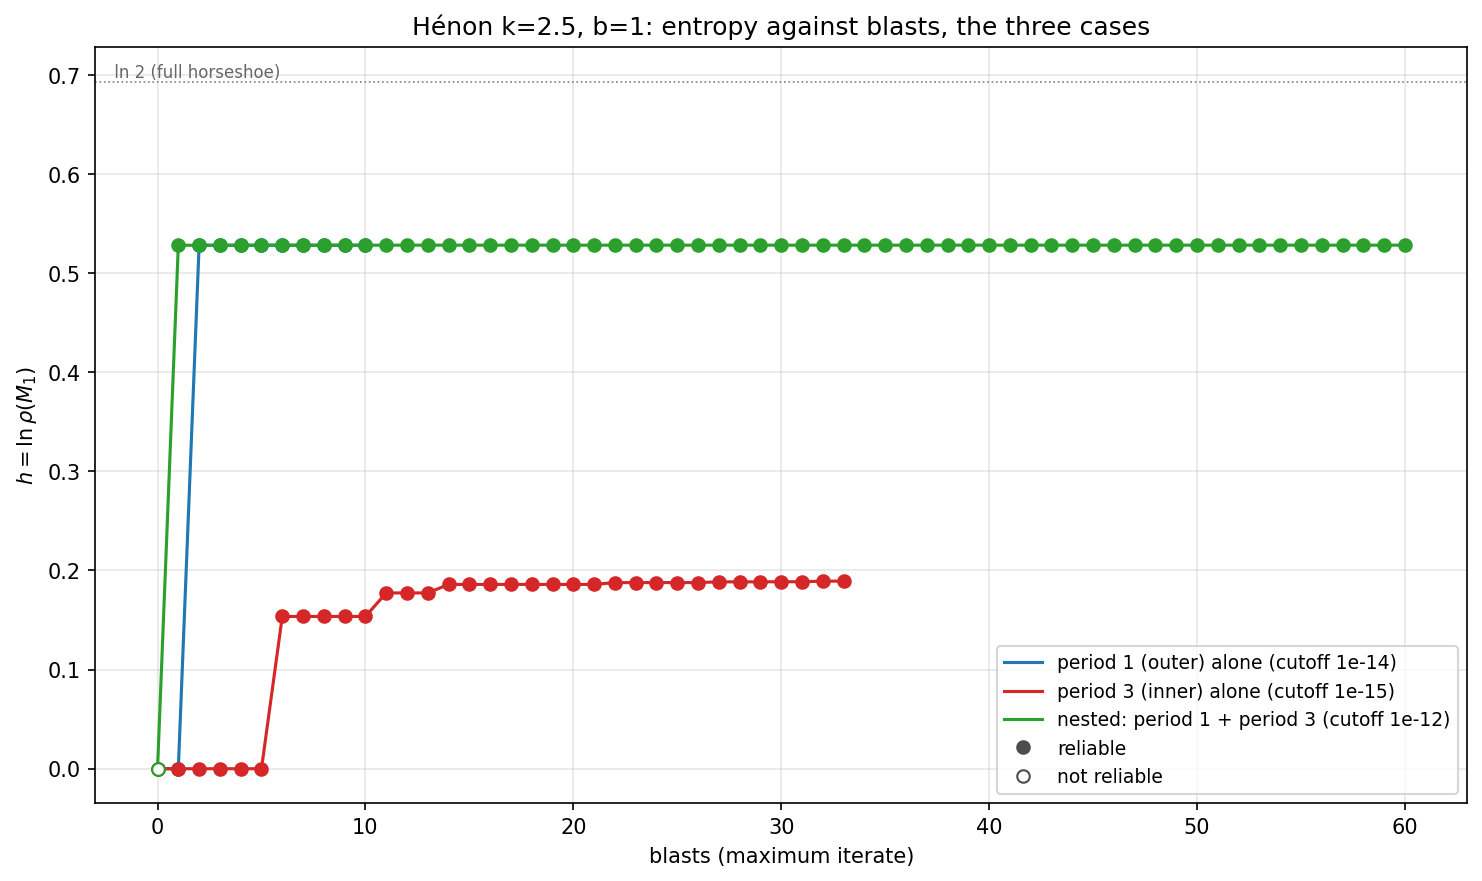 Hénon k=2.5, b=1: entropy against blasts, the three cases
ln 2 (full horseshoe)
0.7
0.6
0.5
0.4
0.3
0.2
0.1
0.0
h = ln ρ(M₁)
period 1 (outer) alone (cutoff 1e-14)
period 3 (inner) alone (cutoff 1e-15)
nested: period 1 + period 3 (cutoff 1e-12)
reliable
not reliable
0 10 20 30 40 50 60
blasts (maximum iterate)